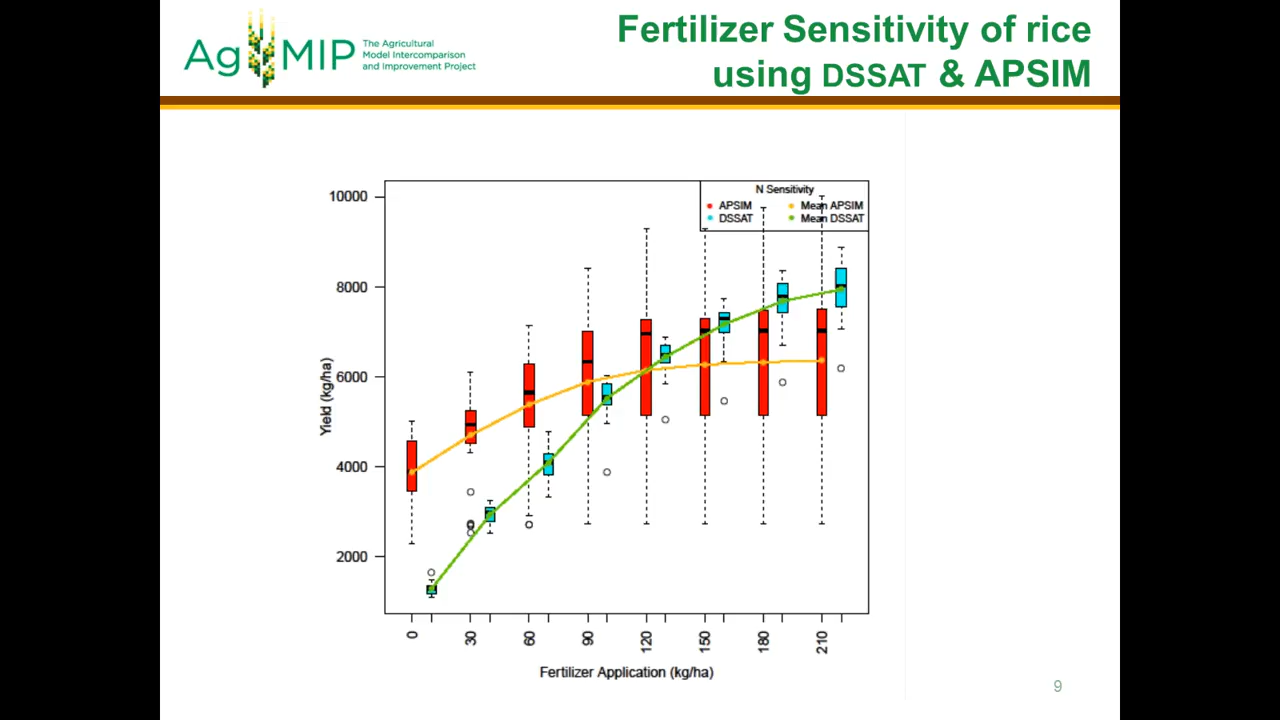 AgMIP
The Agricultural
Model Intercomparison
and Improvement Project
Fertilizer Sensitivity of rice
using DSSAT & APSIM
N Sensitivity
APSIM
Mean APSIM
DSSAT
Mean DSSAT
10000
8000
6000
4000
2000
Yield (kg/ha)
0
30
60
90
120
150
180
210
Fertilizer Application (kg/ha)
9